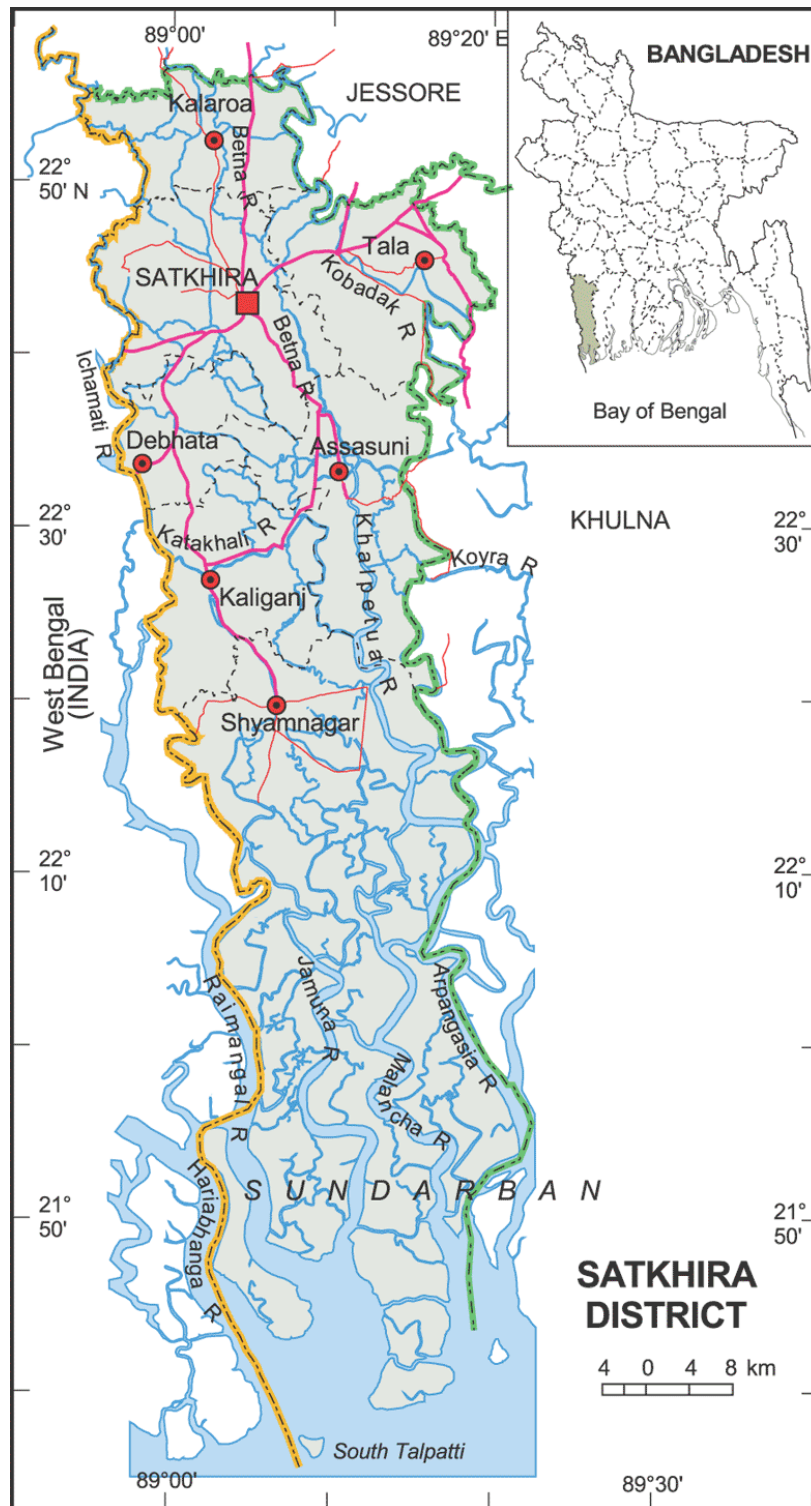 89°00'
89°20' E
BANGLADESH
JESSORE
Kalaroa
Betna R
22°
50' N
Tala
SATKHIRA
Kobadak R
Betna R
Ichamati R
Bay of Bengal
Debhata
Assasuni
22°
30'
KHULNA
22°
30'
Katakhali R
Khalpetua R
Koyra R
Kaliganj
West Bengal
(INDIA)
Shyamnagar
22°
10'
22°
10'
Raimangal R
Jamuna R
Arpangasia R
Malancha R
Hariabhanga R
SUNDARBAN
21°
50'
21°
50'
SATKHIRA
DISTRICT
4 0 4 8 km
South Talpatti
89°00'
89°30'